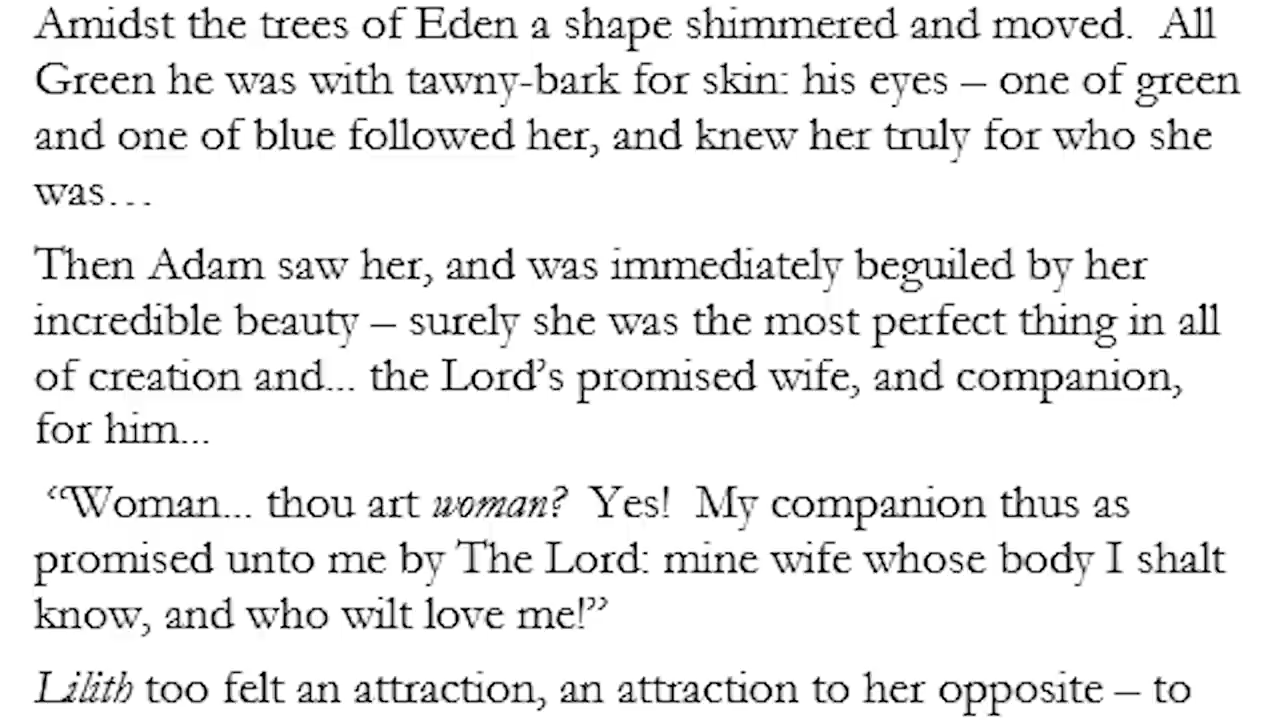 Amidst the trees of Eden a shape shimmered and moved.  All
Green he was with tawny-bark for skin: his eyes – one of green
and one of blue followed her, and knew her truly for who she
was…
Then Adam saw her, and was immediately beguiled by her
incredible beauty – surely she was the most perfect thing in all
of creation and... the Lord’s promised wife, and companion,
for him...
“Woman... thou art woman?  Yes!  My companion thus as
promised unto me by The Lord: mine wife whose body I shalt
know, and who wilt love me!”
Lilith too felt an attraction, an attraction to her opposite – to